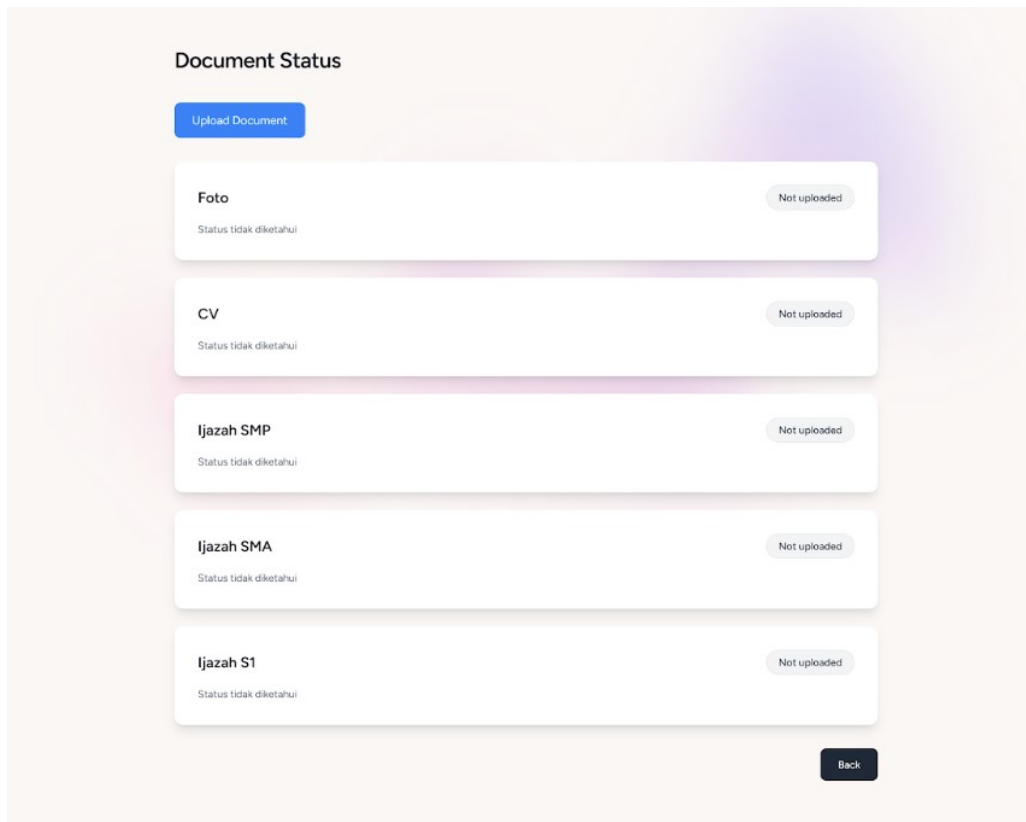 Document Status
Upload Document
Foto
Not uploaded
Status tidak diketahui
CV
Not uploaded
Status tidak diketahui
Ijazah SMP
Not uploaded
Status tidak diketahui
Ijazah SMA
Not uploaded
Status tidak diketahui
Ijazah S1
Not uploaded
Status tidak diketahui
Back